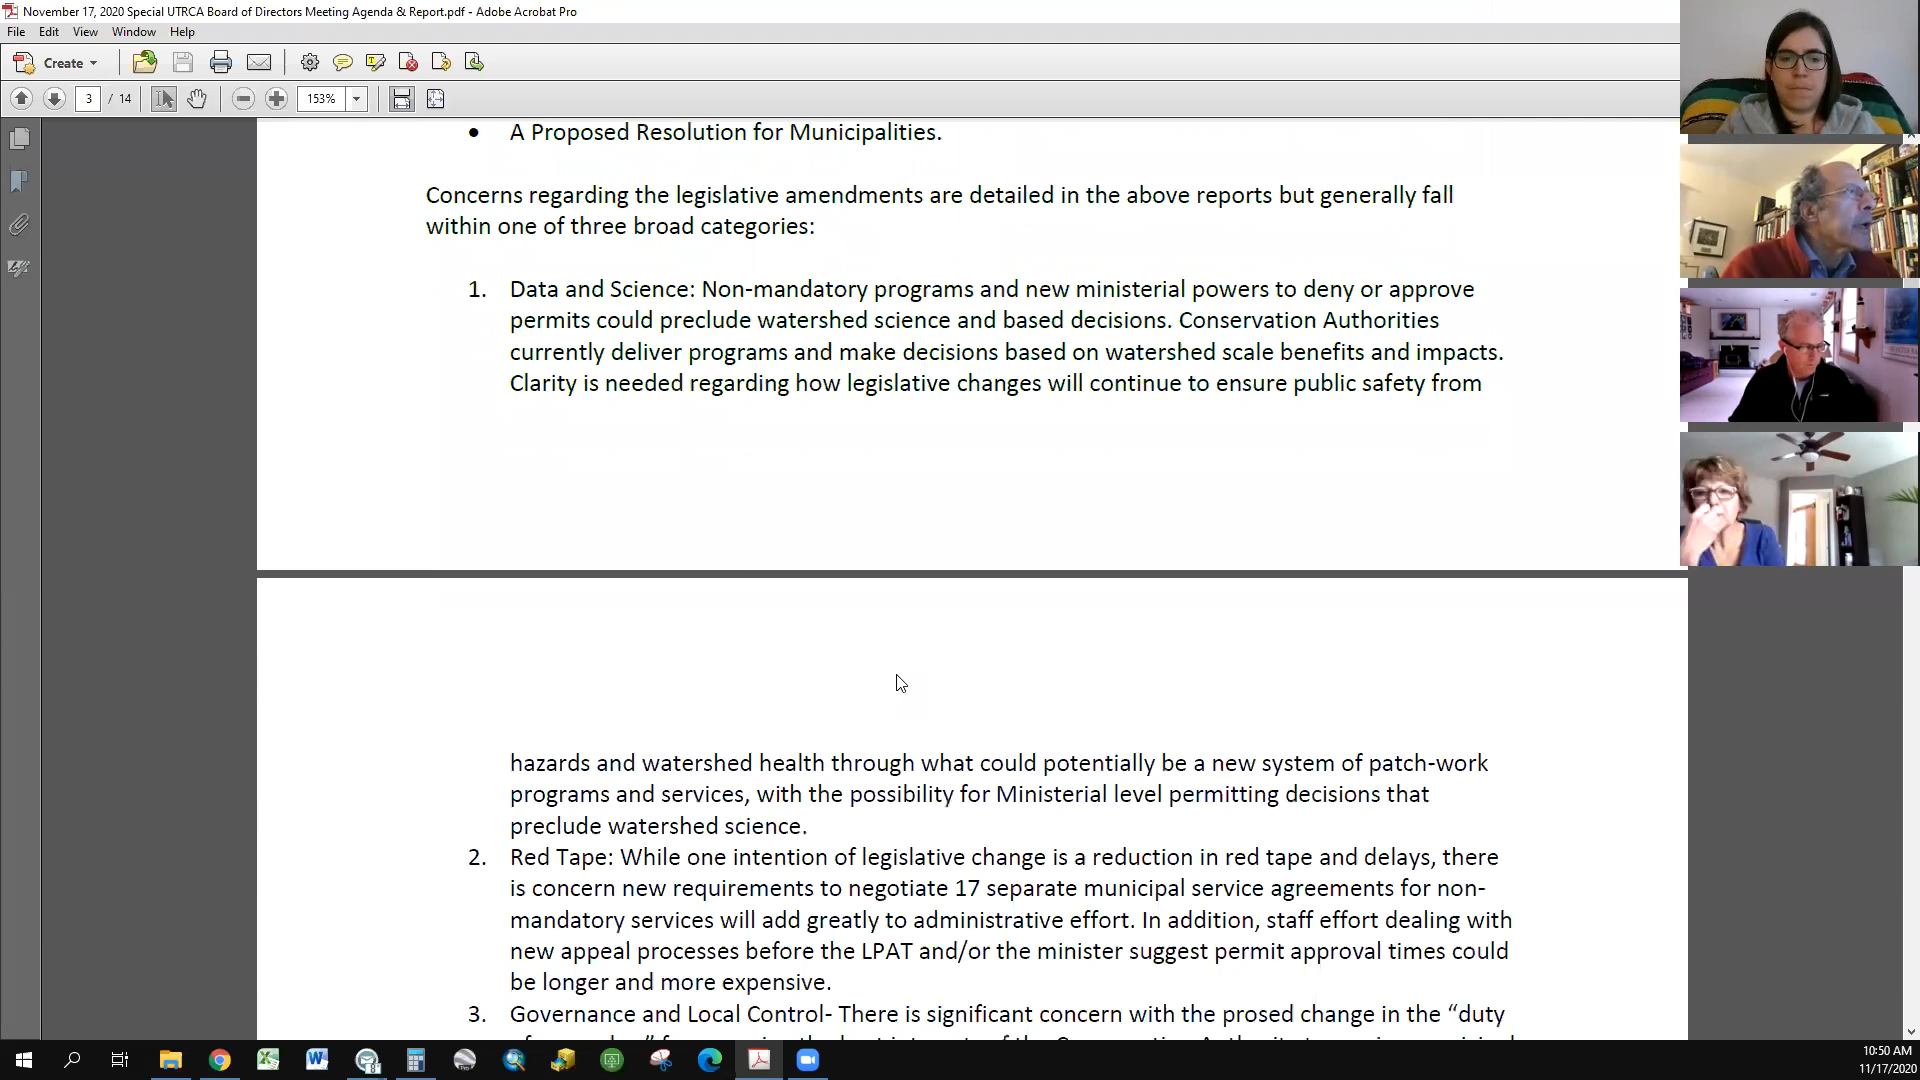 November 17, 2020 Special UTRCA Board of Directors Meeting Agenda & Report.pdf - Adobe Acrobat Pro
File Edit View Window Help
Create
3 / 14 153%
• A Proposed Resolution for Municipalities.
Concerns regarding the legislative amendments are detailed in the above reports but generally fall
within one of three broad categories:
1. Data and Science: Non-mandatory programs and new ministerial powers to deny or approve
permits could preclude watershed science and based decisions. Conservation Authorities
currently deliver programs and make decisions based on watershed scale benefits and impacts.
Clarity is needed regarding how legislative changes will continue to ensure public safety from
hazards and watershed health through what could potentially be a new system of patch-work
programs and services, with the possibility for Ministerial level permitting decisions that
preclude watershed science.
2. Red Tape: While one intention of legislative change is a reduction in red tape and delays, there
is concern new requirements to negotiate 17 separate municipal service agreements for non-
mandatory services will add greatly to administrative effort. In addition, staff effort dealing with
new appeal processes before the LPAT and/or the minister suggest permit approval times could
be longer and more expensive.
3. Governance and Local Control- There is significant concern with the prosed change in the “duty
10:50 AM
11/17/2020